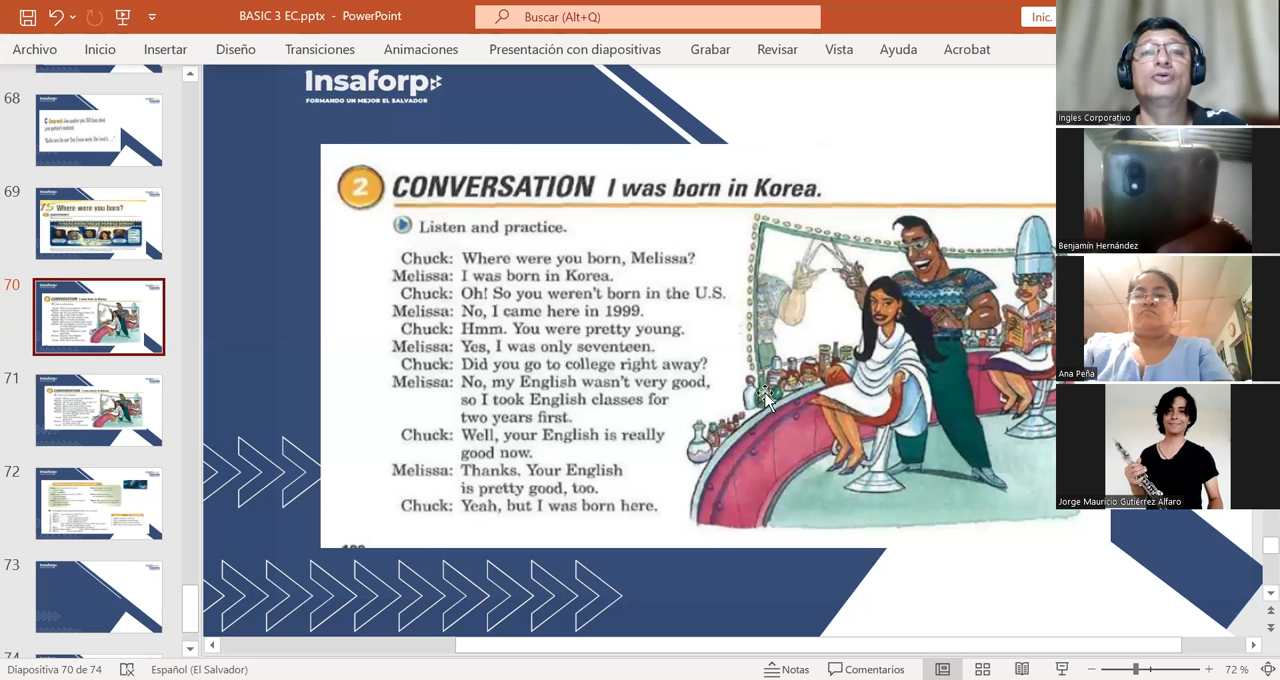 BASIC 3 EC.pptx - PowerPoint
Buscar (Alt+Q)
Inic.
Archivo Inicio Insertar Diseño Transiciones Animaciones Presentación con diapositivas Grabar Revisar Vista Ayuda Acrobat
68
69
15 Where were you born?
70
71
72
73
74
Insaforp
FORMANDO UN MEJOR EL SALVADOR
2 CONVERSATION I was born in Korea.
Listen and practice.
Chuck: Where were you born, Melissa?
Melissa: I was born in Korea.
Chuck: Oh! So you weren't born in the U.S.
Melissa: No, I came here in 1999.
Chuck: Hmm. You were pretty young.
Melissa: Yes, I was only seventeen.
Chuck: Did you go to college right away?
Melissa: No, my English wasn't very good,
so I took English classes for
two years first.
Chuck: Well, your English is really
good now.
Melissa: Thanks. Your English
is pretty good, too.
Chuck: Yeah, but I was born here.
Ingles Corporativo
Benjamín Hernández
Ana Peña
Jorge Mauricio Gutiérrez Alfaro
Diapositiva 70 de 74
Español (El Salvador)
Notas
Comentarios
72 %